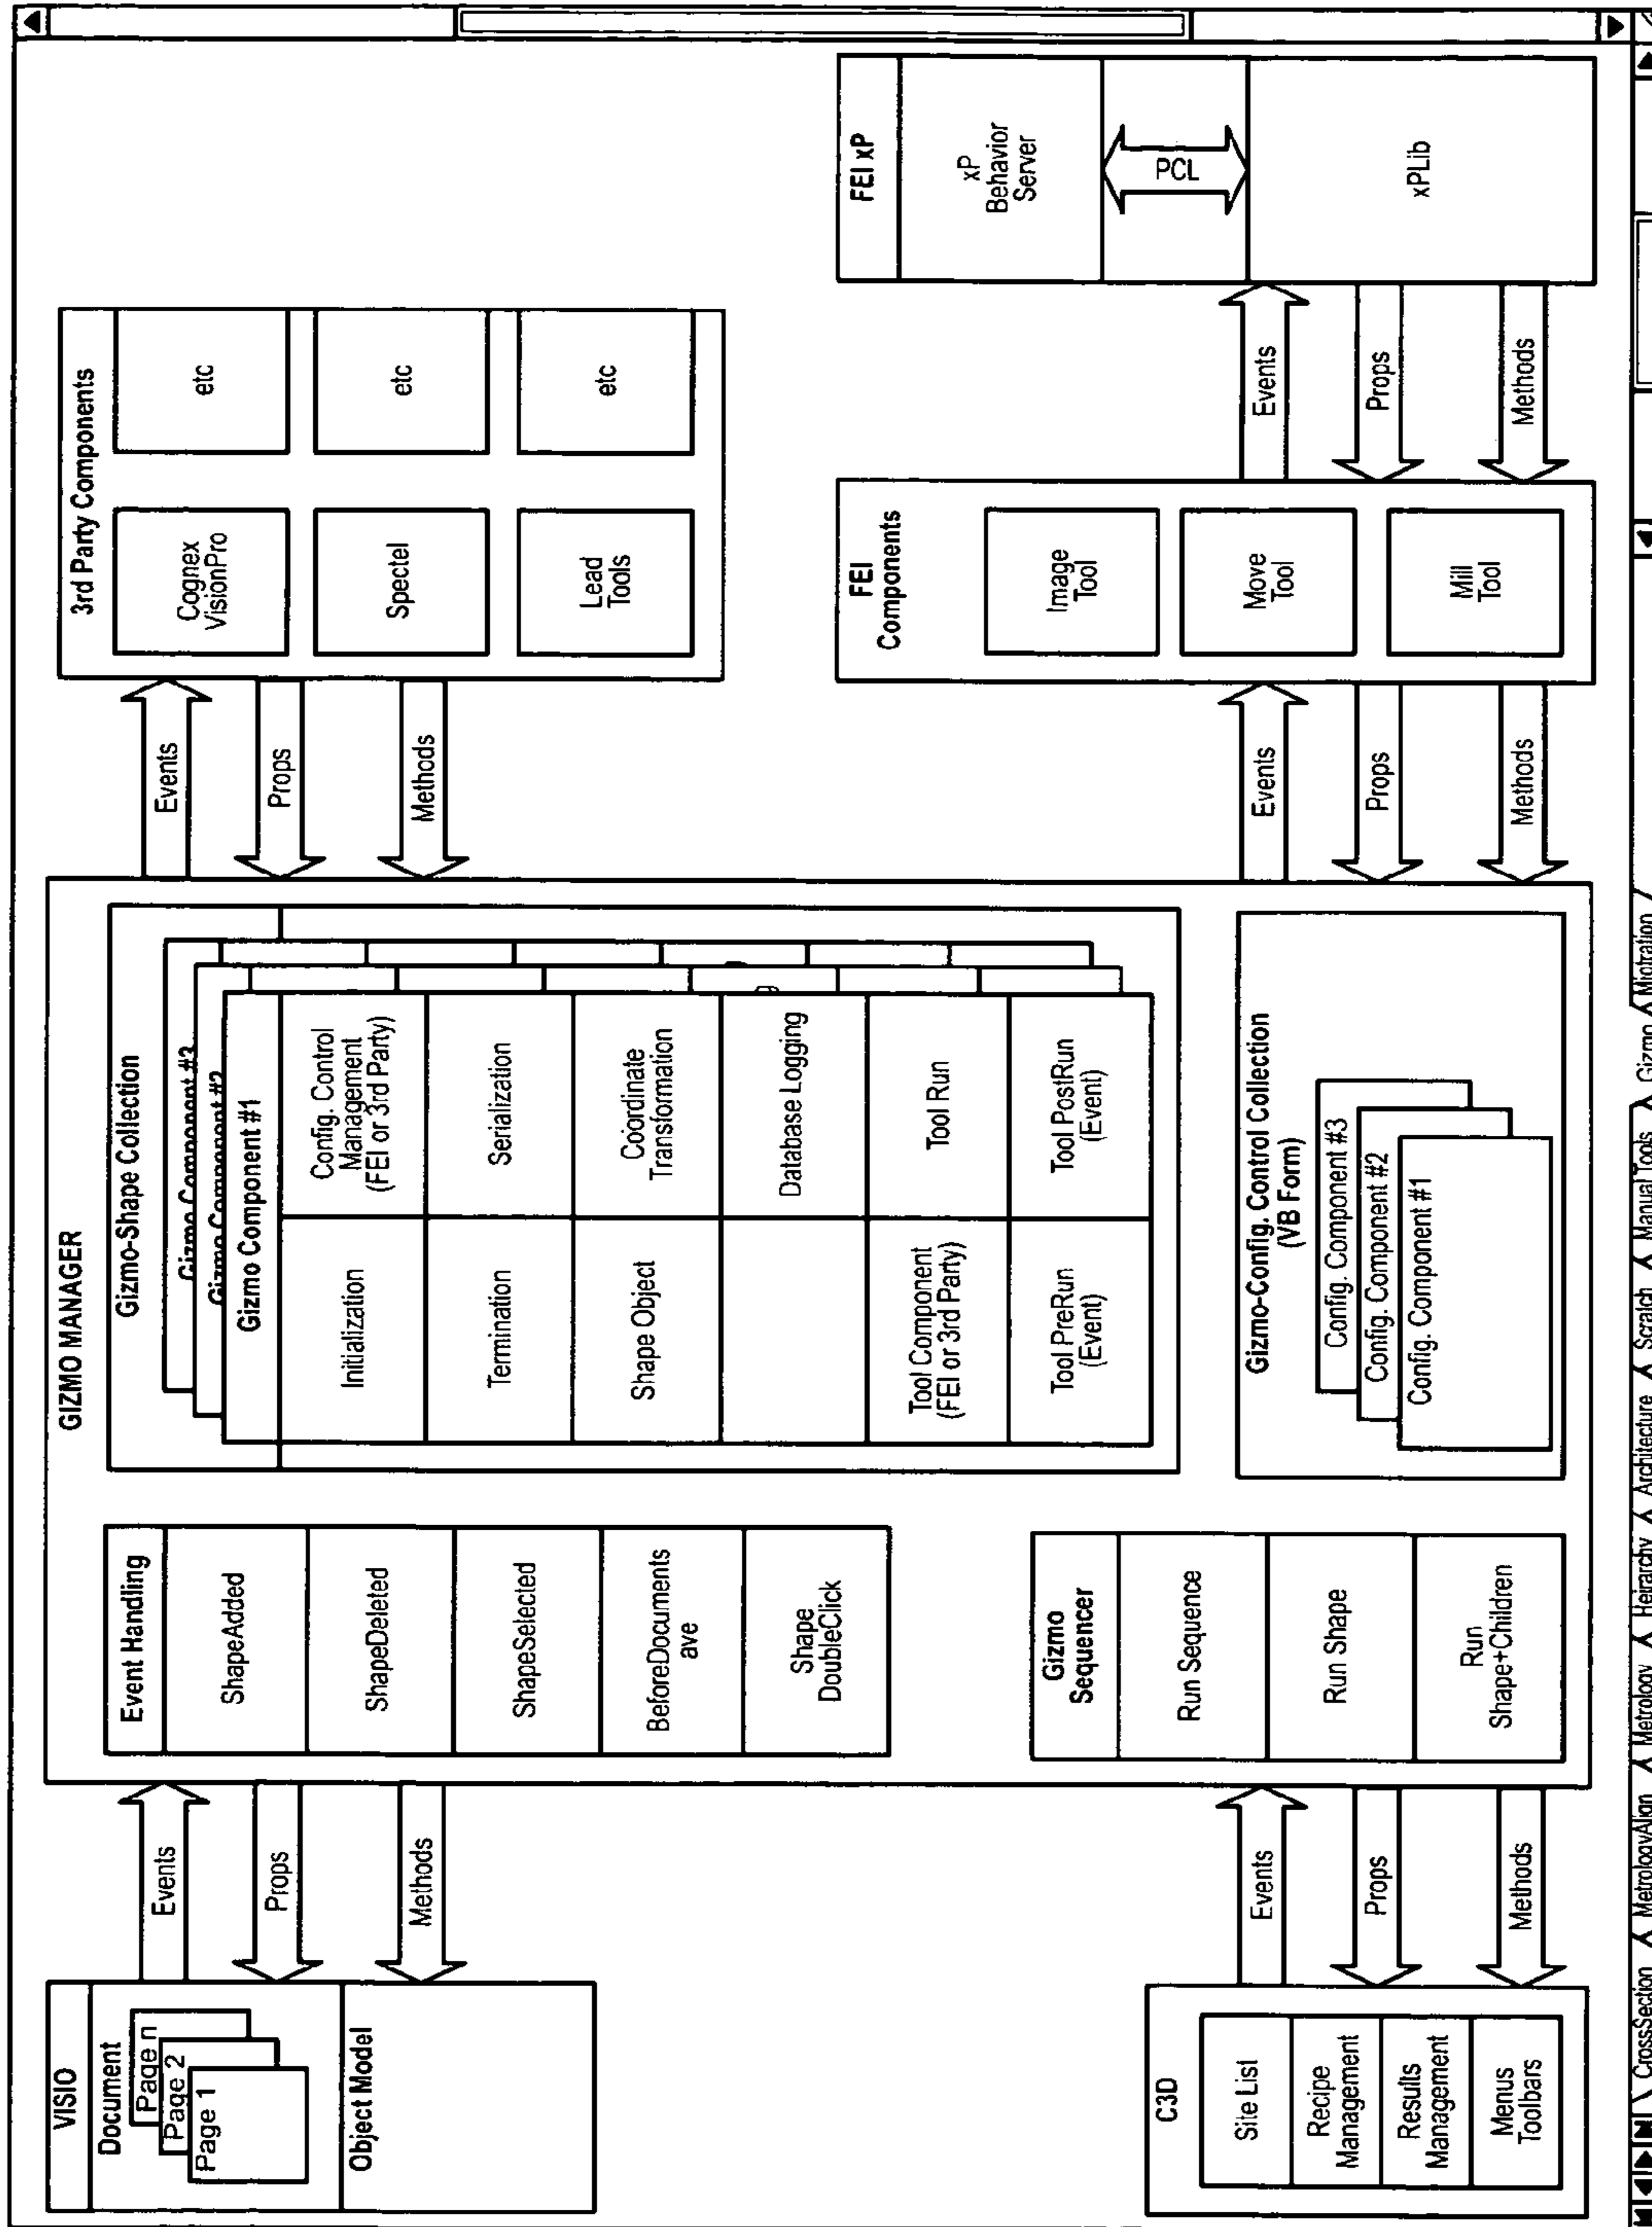 VISIO
Document
Page n
Page 2
Page 1
Object Model
Events
Props
Methods
C3D
Site List
Recipe
Management
Results
Management
Menus
Toolbars
Events
Props
Methods
GIZMO MANAGER
Event Handling
ShapeAdded
ShapeDeleted
ShapeSelected
BeforeDocuments
ave
Shape
DoubleClick
Gizmo
Sequencer
Run Sequence
Run Shape
Run
Shape+Children
Gizmo-Shape Collection
Gizmo Component #3
Gizmo Component #2
Gizmo Component #1
Initialization
Config. Control
Management
(FEI or 3rd Party)
Termination
Serialization
Shape Object
Coordinate
Transformation
Database Logging
Tool Component
(FEI or 3rd Party)
Tool Run
Tool PreRun
(Event)
Tool PostRun
(Event)
Gizmo-Config. Control Collection
(VB Form)
Config. Component #3
Config. Component #2
Config. Component #1
Events
Props
Methods
3rd Party Components
Cognex
VisionPro
etc
Spectel
etc
Lead
Tools
etc
Events
Props
Methods
FEI
Components
Image
Tool
Move
Tool
Mill
Tool
Events
Props
Methods
FEI xP
xP
Behavior
Server
PCL
xPLib
CrossSection MetrologyAlign Metrology Heirarchy Architecture Scratch Manual Tools Gizmo Miotration